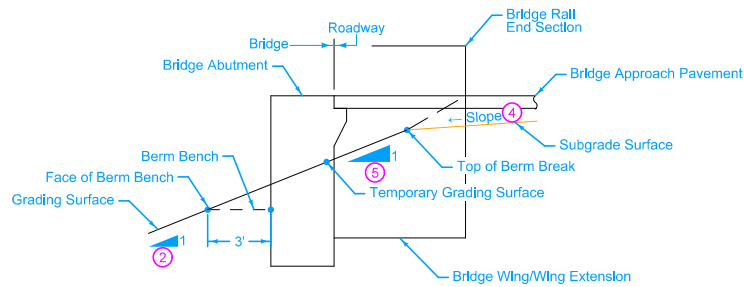 Bridge Rail
End Section
Roadway
Bridge
Bridge Abutment
Bridge Approach Pavement
← Slope 4
Subgrade Surface
Berm Bench
1
5
Top of Berm Break
Face of Berm Bench
Temporary Grading Surface
Grading Surface
1
2
3'
Bridge Wing/Wing Extension